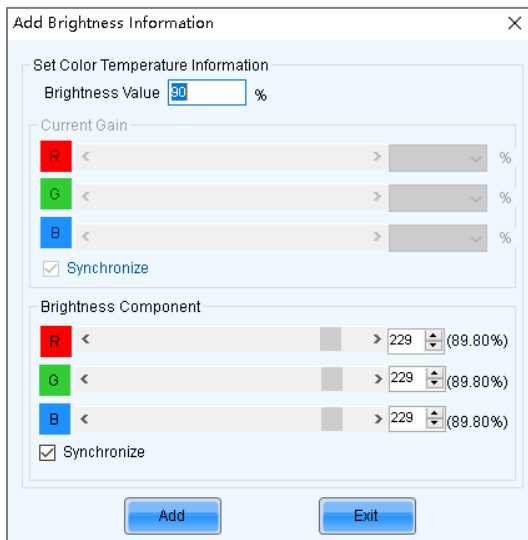 Add Brightness Information
Set Color Temperature Information
Brightness Value 90 %
Current Gain
R %
G %
B %
Synchronize
Brightness Component
R 229 (89.80%)
G 229 (89.80%)
B 229 (89.80%)
Synchronize
Add Exit